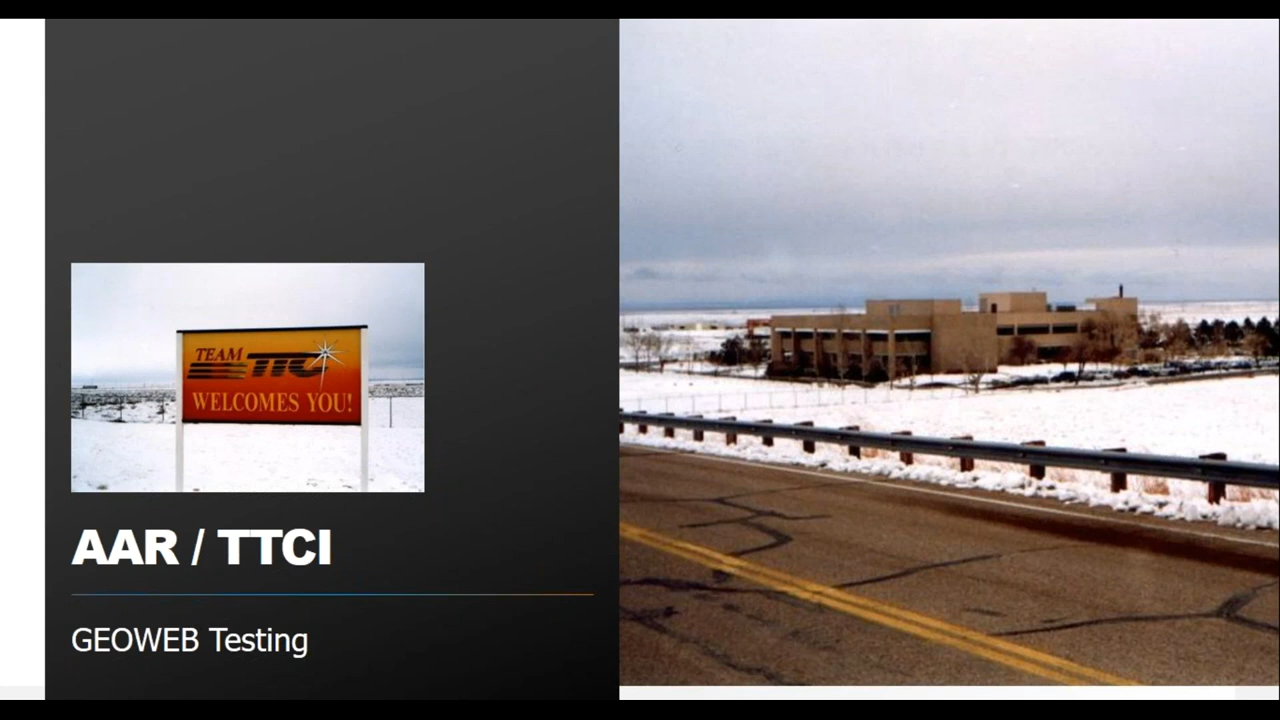 TEAM
TTCI
WELCOMES YOU!
AAR / TTCI
GEOWEB Testing